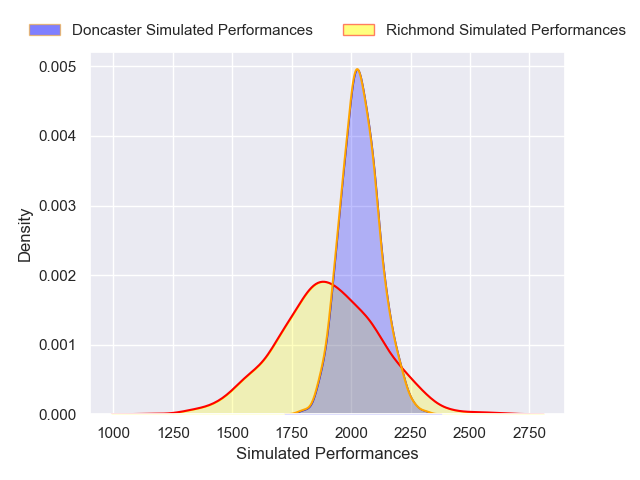 Doncaster Simulated Performances
Richmond Simulated Performances
0.005
0.004
0.003
0.002
0.001
0.000
Density
1000 1250 1500 1750 2000 2250 2500 2750
Simulated Performances